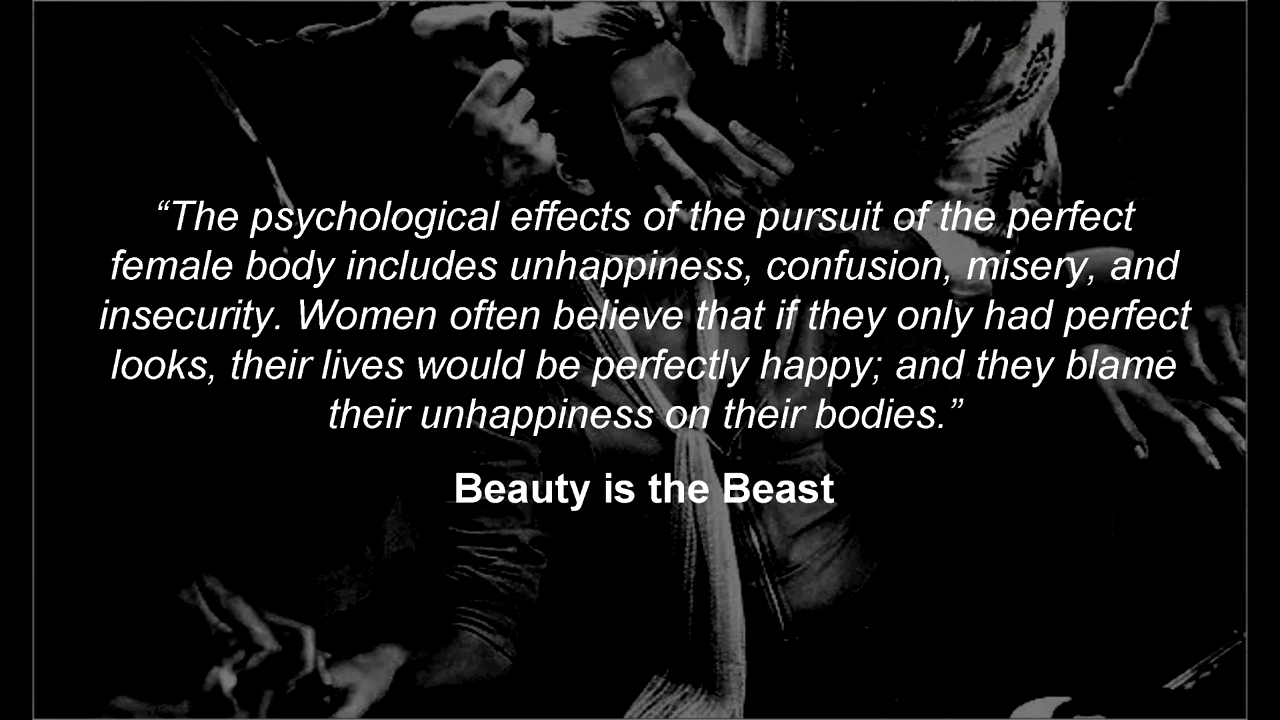 “The psychological effects of the pursuit of the perfect
female body includes unhappiness, confusion, misery, and
insecurity. Women often believe that if they only had perfect
looks, their lives would be perfectly happy; and they blame
their unhappiness on their bodies.”
Beauty is the Beast